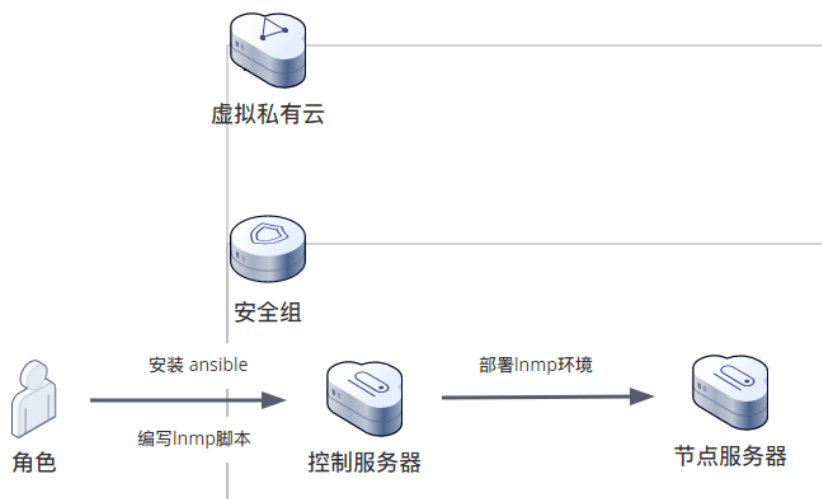 虚拟私有云
安全组
安装 ansible
部署lnmp环境
编写lnmp脚本
角色
控制服务器
节点服务器